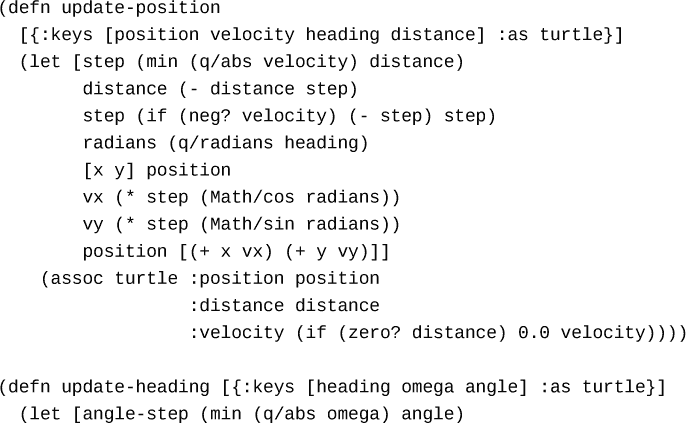 (defn update-position
  [{:keys [position velocity heading distance] :as turtle}]
  (let [step (min (q/abs velocity) distance)
        distance (- distance step)
        step (if (neg? velocity) (- step) step)
        radians (q/radians heading)
        [x y] position
        vx (* step (Math/cos radians))
        vy (* step (Math/sin radians))
        position [(+ x vx) (+ y vy)]]
    (assoc turtle :position position
                  :distance distance
                  :velocity (if (zero? distance) 0.0 velocity))))

(defn update-heading [{:keys [heading omega angle] :as turtle}]
  (let [angle-step (min (q/abs omega) angle)